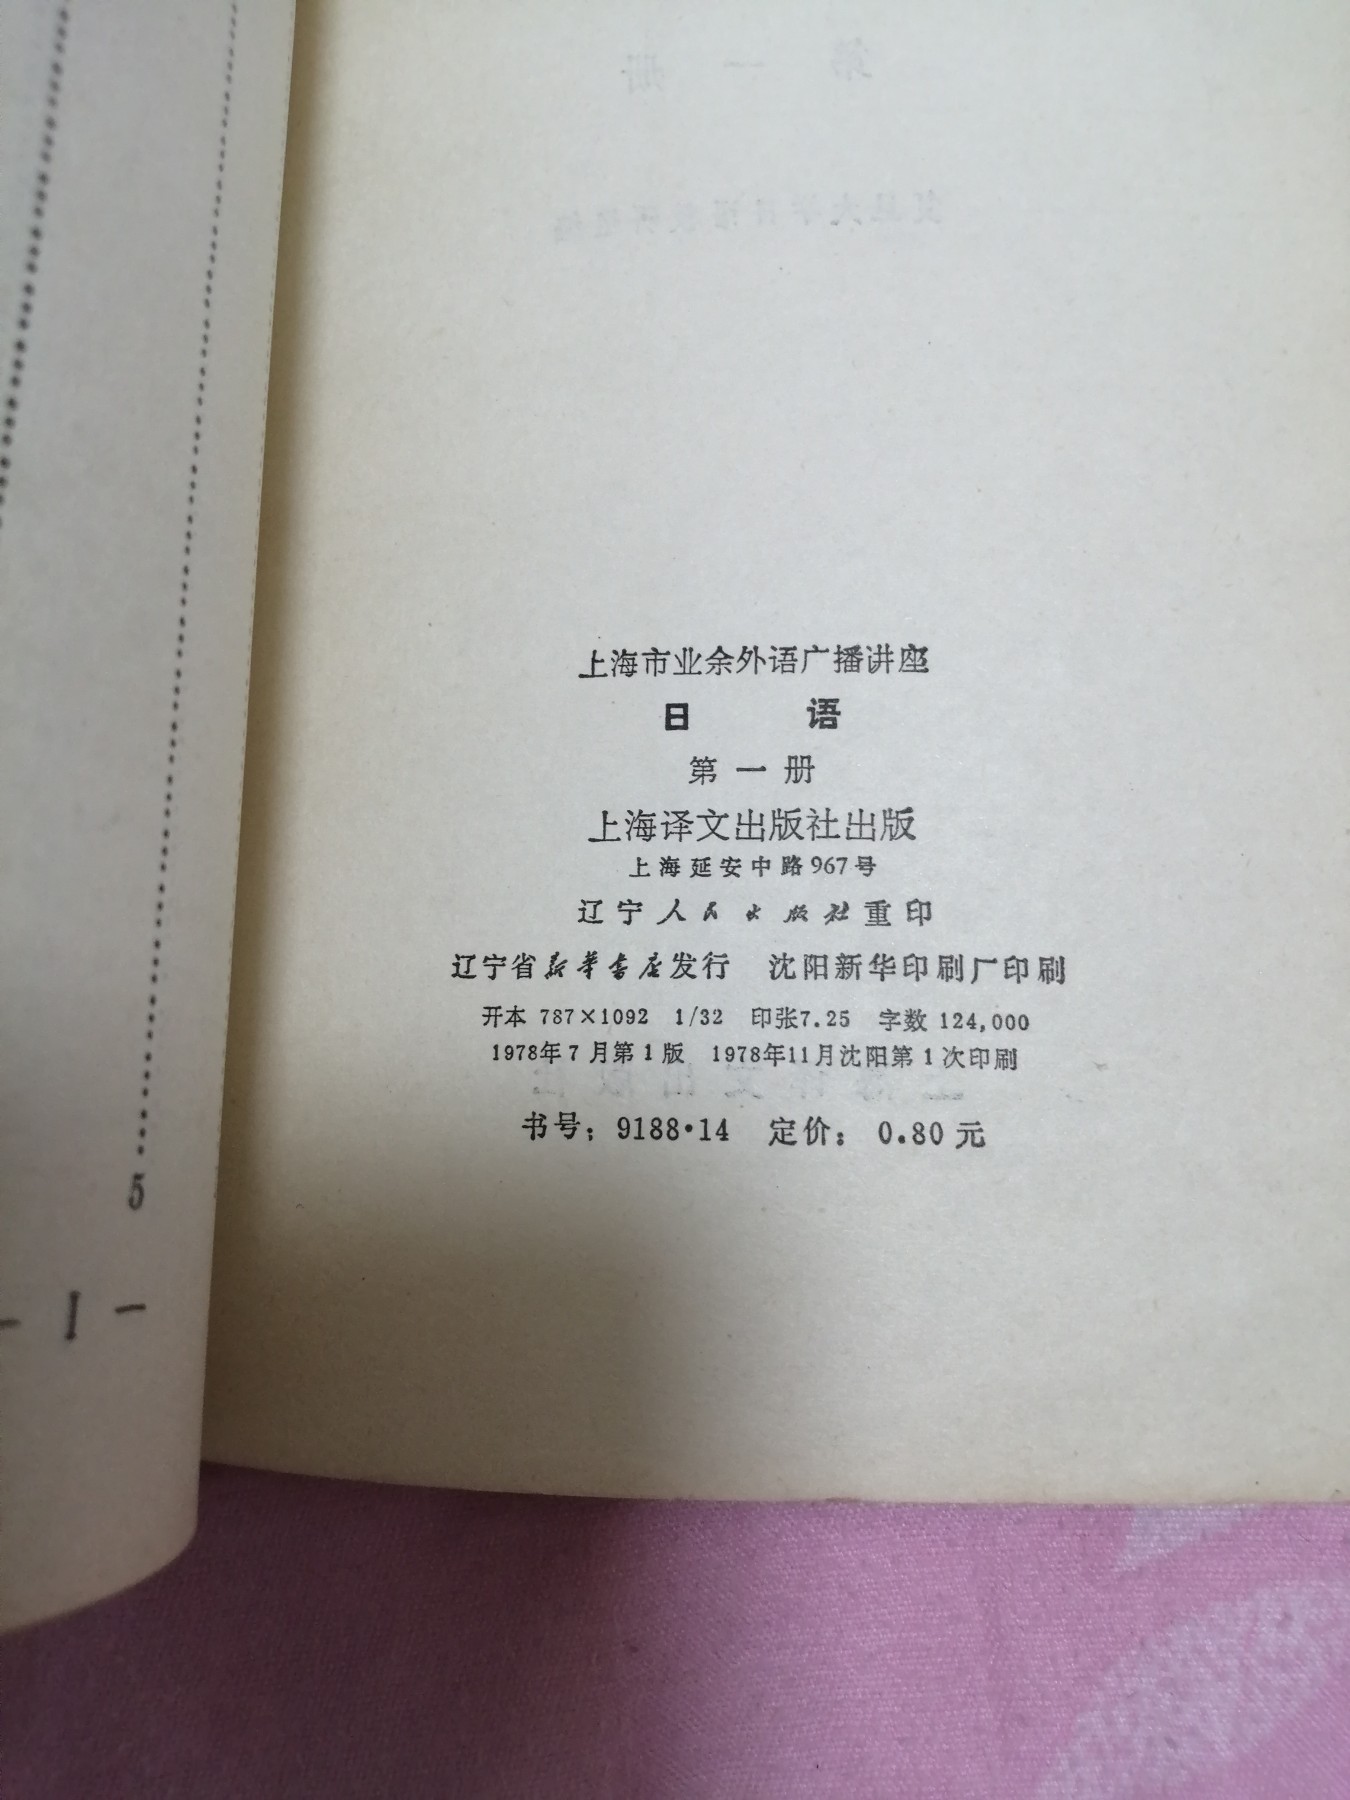 上海市业余外语广播讲座
日 语
第一册
上海译文出版社出版
上海延安中路967号
辽宁人民出版社重印
辽宁省新华书店发行 沈阳新华印刷厂印刷
开本 787×1092 1/32 印张7.25 字数 124,000
1978年7月第1版 1978年11月沈阳第1次印刷
书号：9188·14 定价：0.80元
5
- 1 -